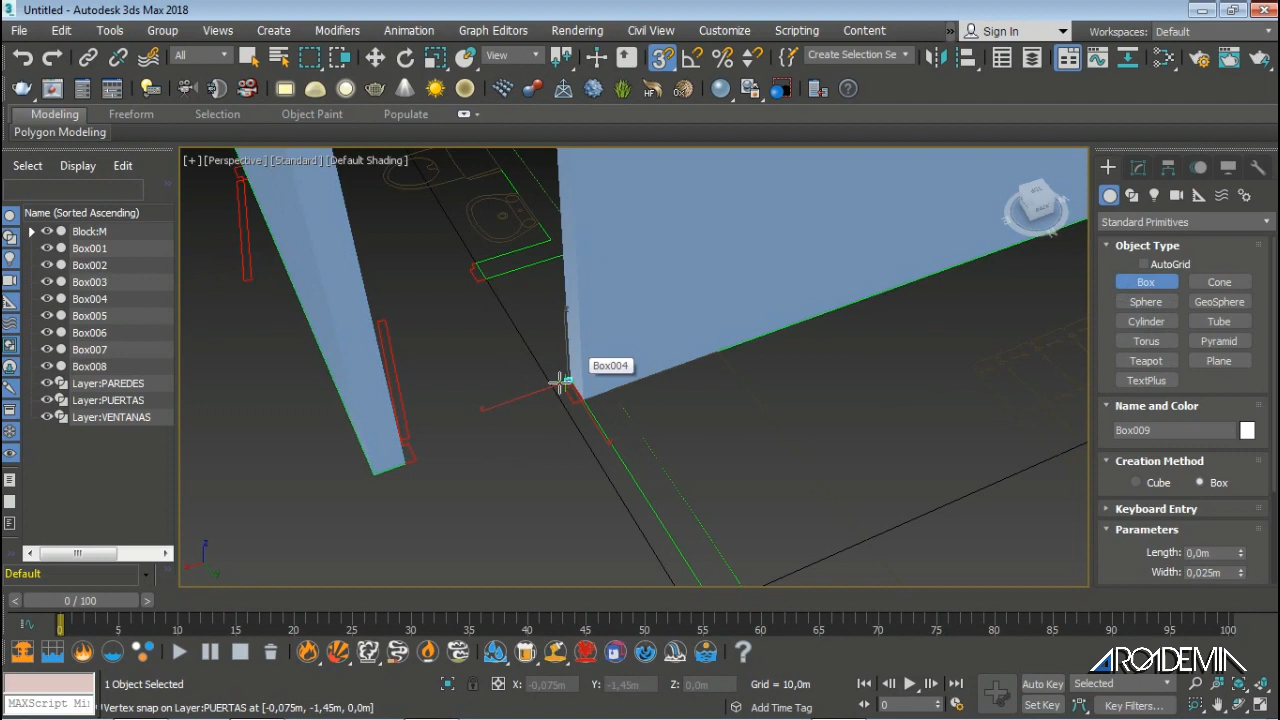 Untitled - Autodesk 3ds Max 2018
File Edit Tools Group Views Create Modifiers Animation Graph Editors Rendering Civil View Customize Scripting Content Sign In Workspaces: Default
All View Create Selection Se
Modeling Freeform Selection Object Paint Populate
Polygon Modeling
Select Display Edit
[+] [Perspective] [Standard] [Default Shading]
Name (Sorted Ascending)
Block:M
Box001
Box002
Box003
Box004
Box005
Box006
Box007
Box008
Layer:PAREDES
Layer:PUERTAS
Layer:VENTANAS
Default
Box004
BACK
z
Standard Primitives
Object Type
AutoGrid
Box Cone
Sphere GeoSphere
Cylinder Tube
Torus Pyramid
Teapot Plane
TextPlus
Name and Color
Box009
Creation Method
Cube Box
Keyboard Entry
Parameters
Length: 0,0m
Width: 0,025m
0 / 100
0 5 10 15 20 25 30 35 40 45 50 55 60 65 70 75 80 85 90 95 100
1 Object Selected X: -0,075m Y: -1,45m Z: 0,0m Grid = 10,0m Auto Key Selected
MAXScript Mi Vertex snap on Layer:PUERTAS at [-0,075m, -1,45m, 0,0m] Add Time Tag 0 Set Key Key Filters...
ARQADEMIA